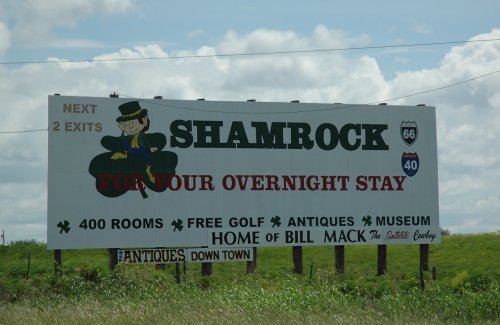 NEXT
2 EXITS
SHAMROCK
66
40
FOR YOUR OVERNIGHT STAY
400 ROOMS FREE GOLF ANTIQUES MUSEUM
HOME OF BILL MACK The Satellite Cowboy
ANTIQUES DOWN TOWN